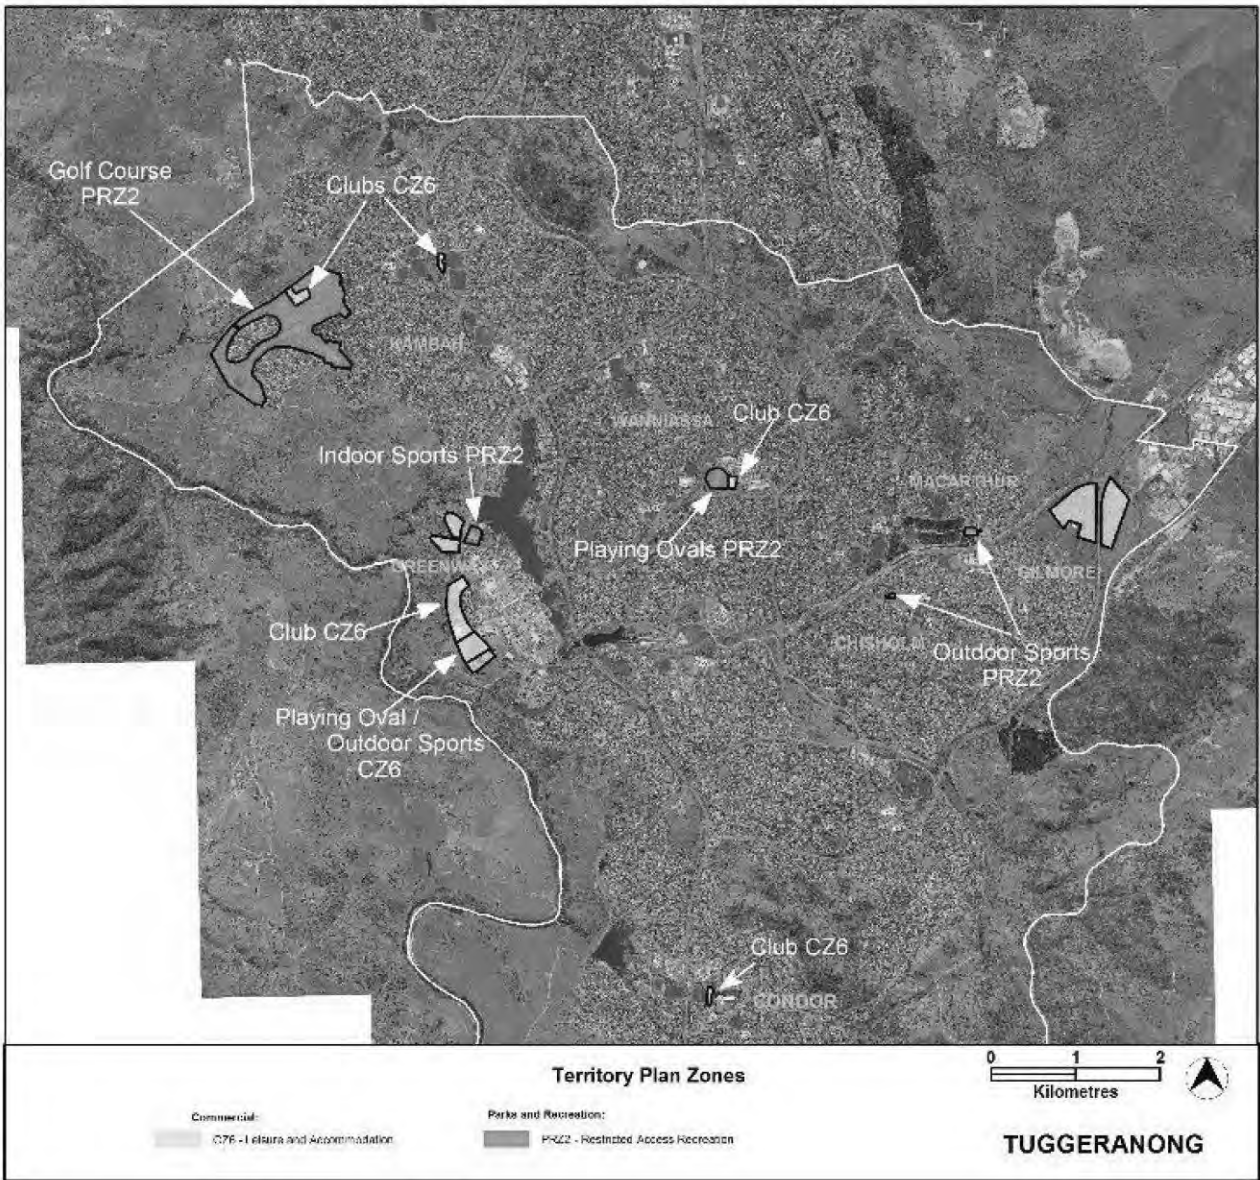 Golf Course
PRZ2
Clubs CZ6
KAMBAH
WANNIASSA
Club CZ6
Indoor Sports PRZ2
MACARTHUR
Playing Ovals PRZ2
GREENWAY
GILMORE
Club CZ6
CHISHOLM
Outdoor Sports
PRZ2
Playing Oval /
Outdoor Sports
CZ6
Club CZ6
CONDOR
Territory Plan Zones
0 1 2
Kilometres
Commercial:
CZ6 - Leisure and Accommodation
Parks and Recreation:
PRZ2 - Restricted Access Recreation
TUGGERANONG